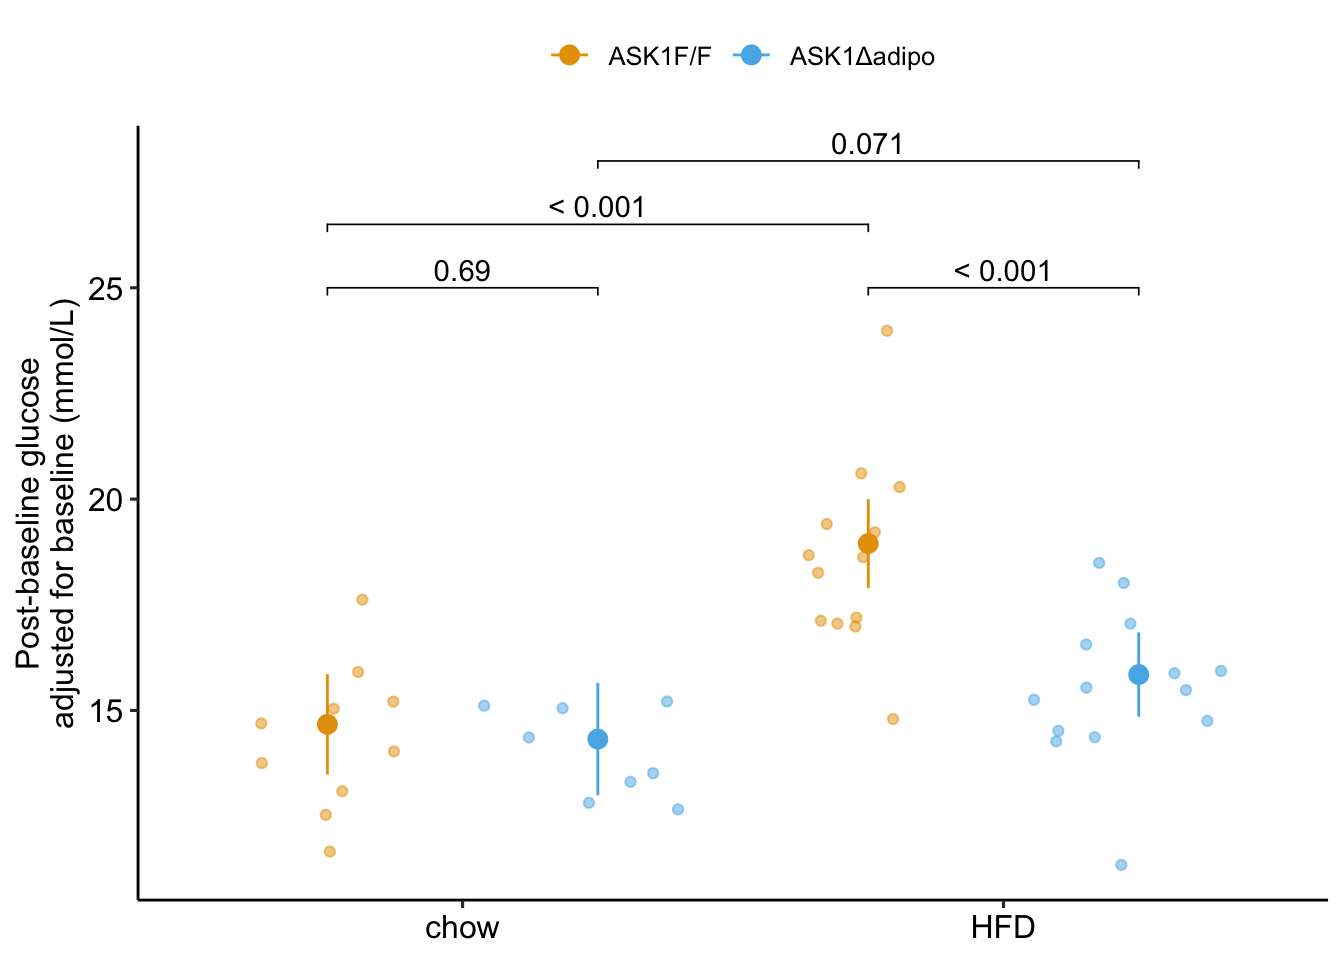 ASK1F/F ASK1Δadipo
0.071
< 0.001
0.69
< 0.001
25
20
15
Post-baseline glucose
adjusted for baseline (mmol/L)
chow
HFD